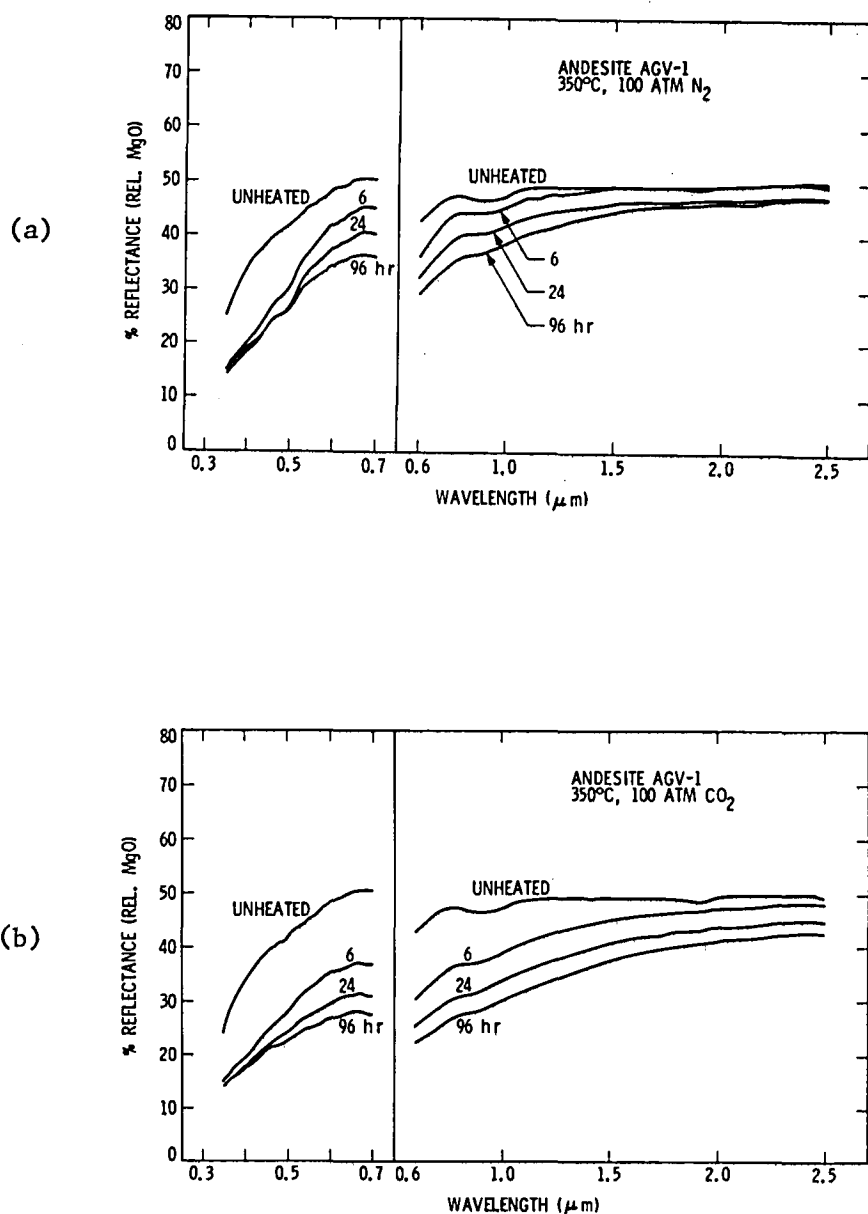 (a)
% REFLECTANCE (REL. MgO)
80
70
60
50
40
30
20
10
0
UNHEATED
6
24
96 hr
ANDESITE AGV-1
350°C, 100 ATM N2
UNHEATED
6
24
96 hr
0.3 0.5 0.7 0.6 1.0 1.5 2.0 2.5
WAVELENGTH (μm)
(b)
% REFLECTANCE (REL. MgO)
80
70
60
50
40
30
20
10
0
UNHEATED
6
24
96 hr
ANDESITE AGV-1
350°C, 100 ATM CO2
UNHEATED
6
24
96 hr
0.3 0.5 0.7 0.6 1.0 1.5 2.0 2.5
WAVELENGTH (μm)